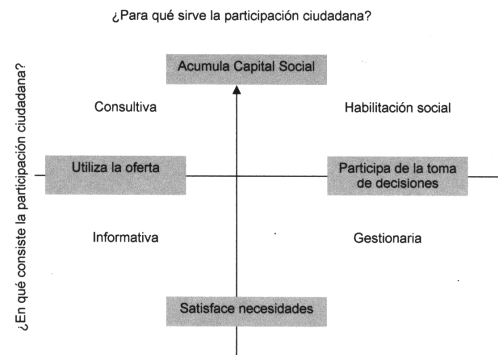 ¿Para qué sirve la participación ciudadana?
¿En qué consiste la participación ciudadana?
Acumula Capital Social
Consultiva
Habilitación social
Utiliza la oferta
Participa de la toma
de decisiones
Informativa
Gestionaria
Satisface necesidades